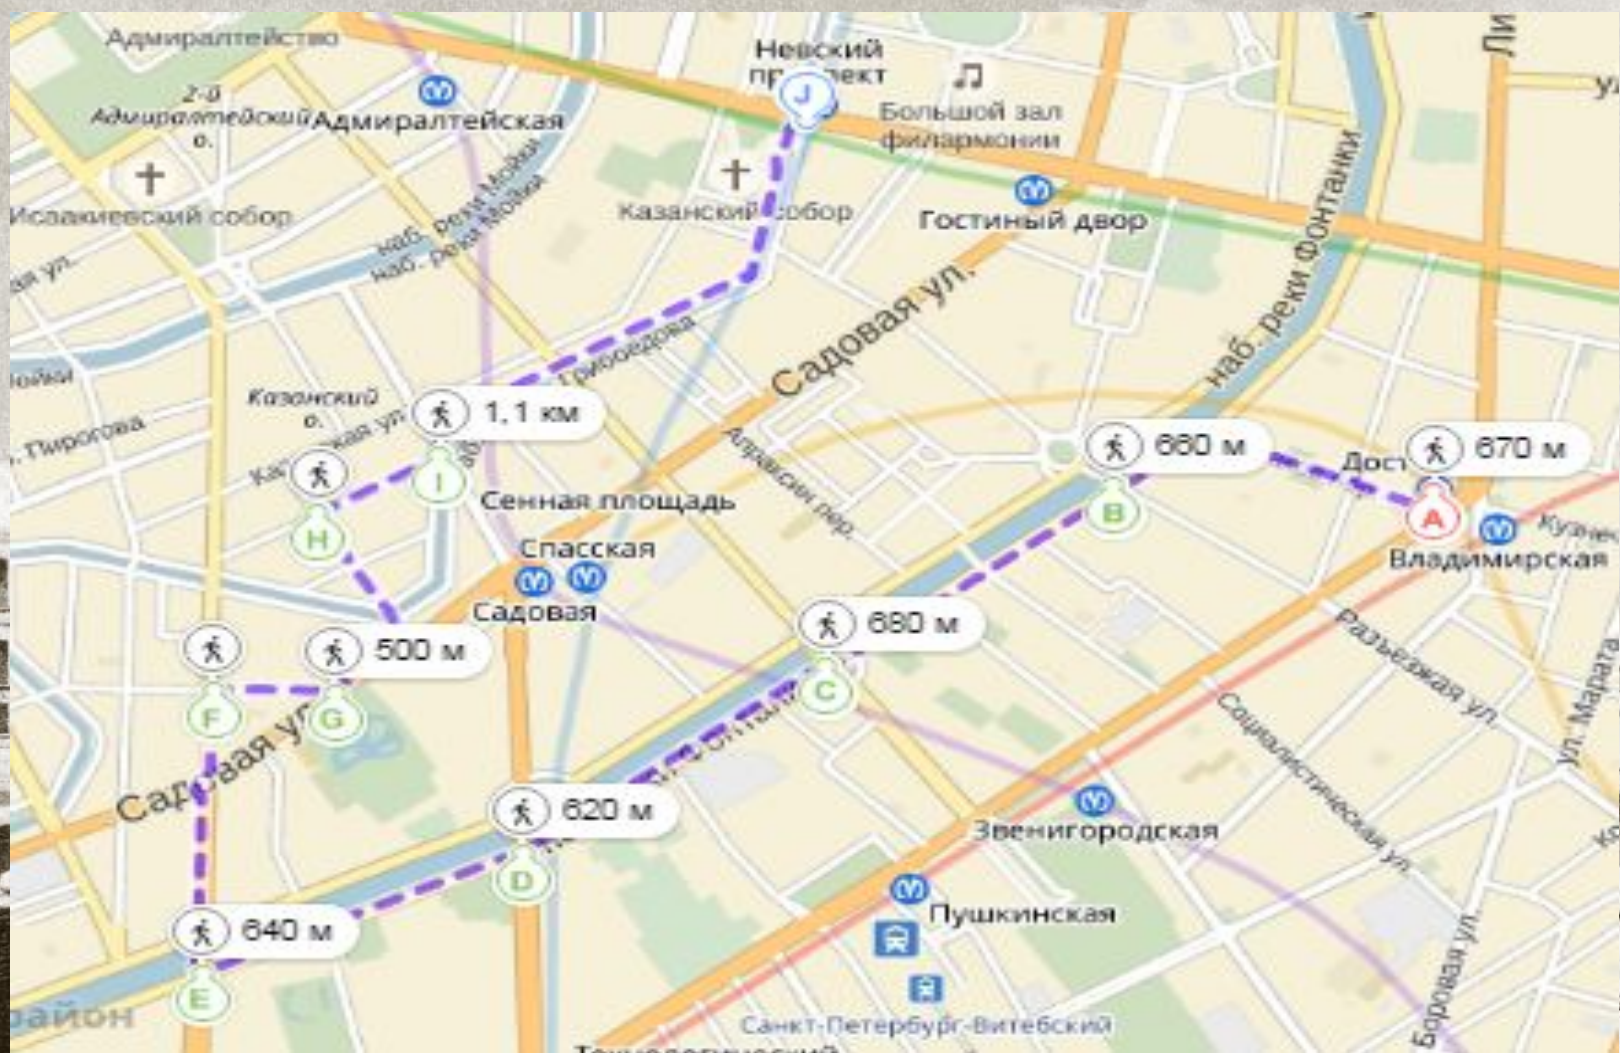 Адмиралтейство
Невский
J
Большой зал
филармонии
2-й
Адмиралтейский
о.
Адмиралтейская
Исаакиевский собор
Казанский собор
Гостиный двор
наб. реки Мойки
наб. реки Мойки
наб. реки Фонтанки
Садовая ул.
Грибоедова
Казанский
о.
Пирогова
1,1 км
I
H
Сенная площадь
Апраксин пер.
Спасская
Садовая
660 м
B
670 м
A
Владимирская
680 м
C
500 м
F
G
Садовая ул.
Разъезжая ул.
ул. Марата
Социалистическая ул.
620 м
D
Звенигородская
Пушкинская
640 м
E
Санкт-Петербург-Витебский
Боровая ул.